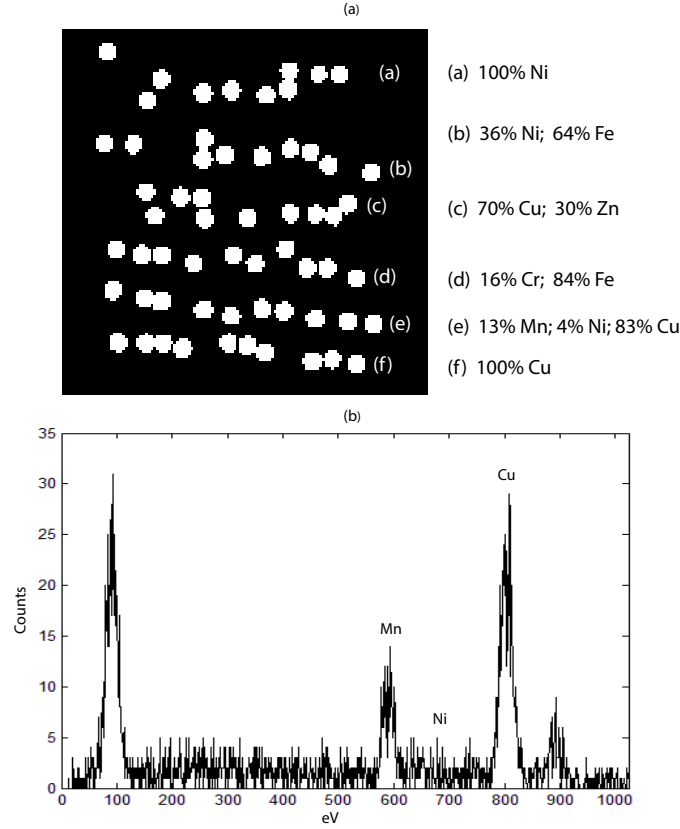 (a)
(a)
(a) 100% Ni
(b)
(b) 36% Ni; 64% Fe
(c)
(c) 70% Cu; 30% Zn
(d)
(d) 16% Cr; 84% Fe
(e)
(e) 13% Mn; 4% Ni; 83% Cu
(f)
(f) 100% Cu
(b)
35
30
25
20
15
10
5
0
Counts
Cu
Mn
Ni
0 100 200 300 400 500 600 700 800 900 1000
eV